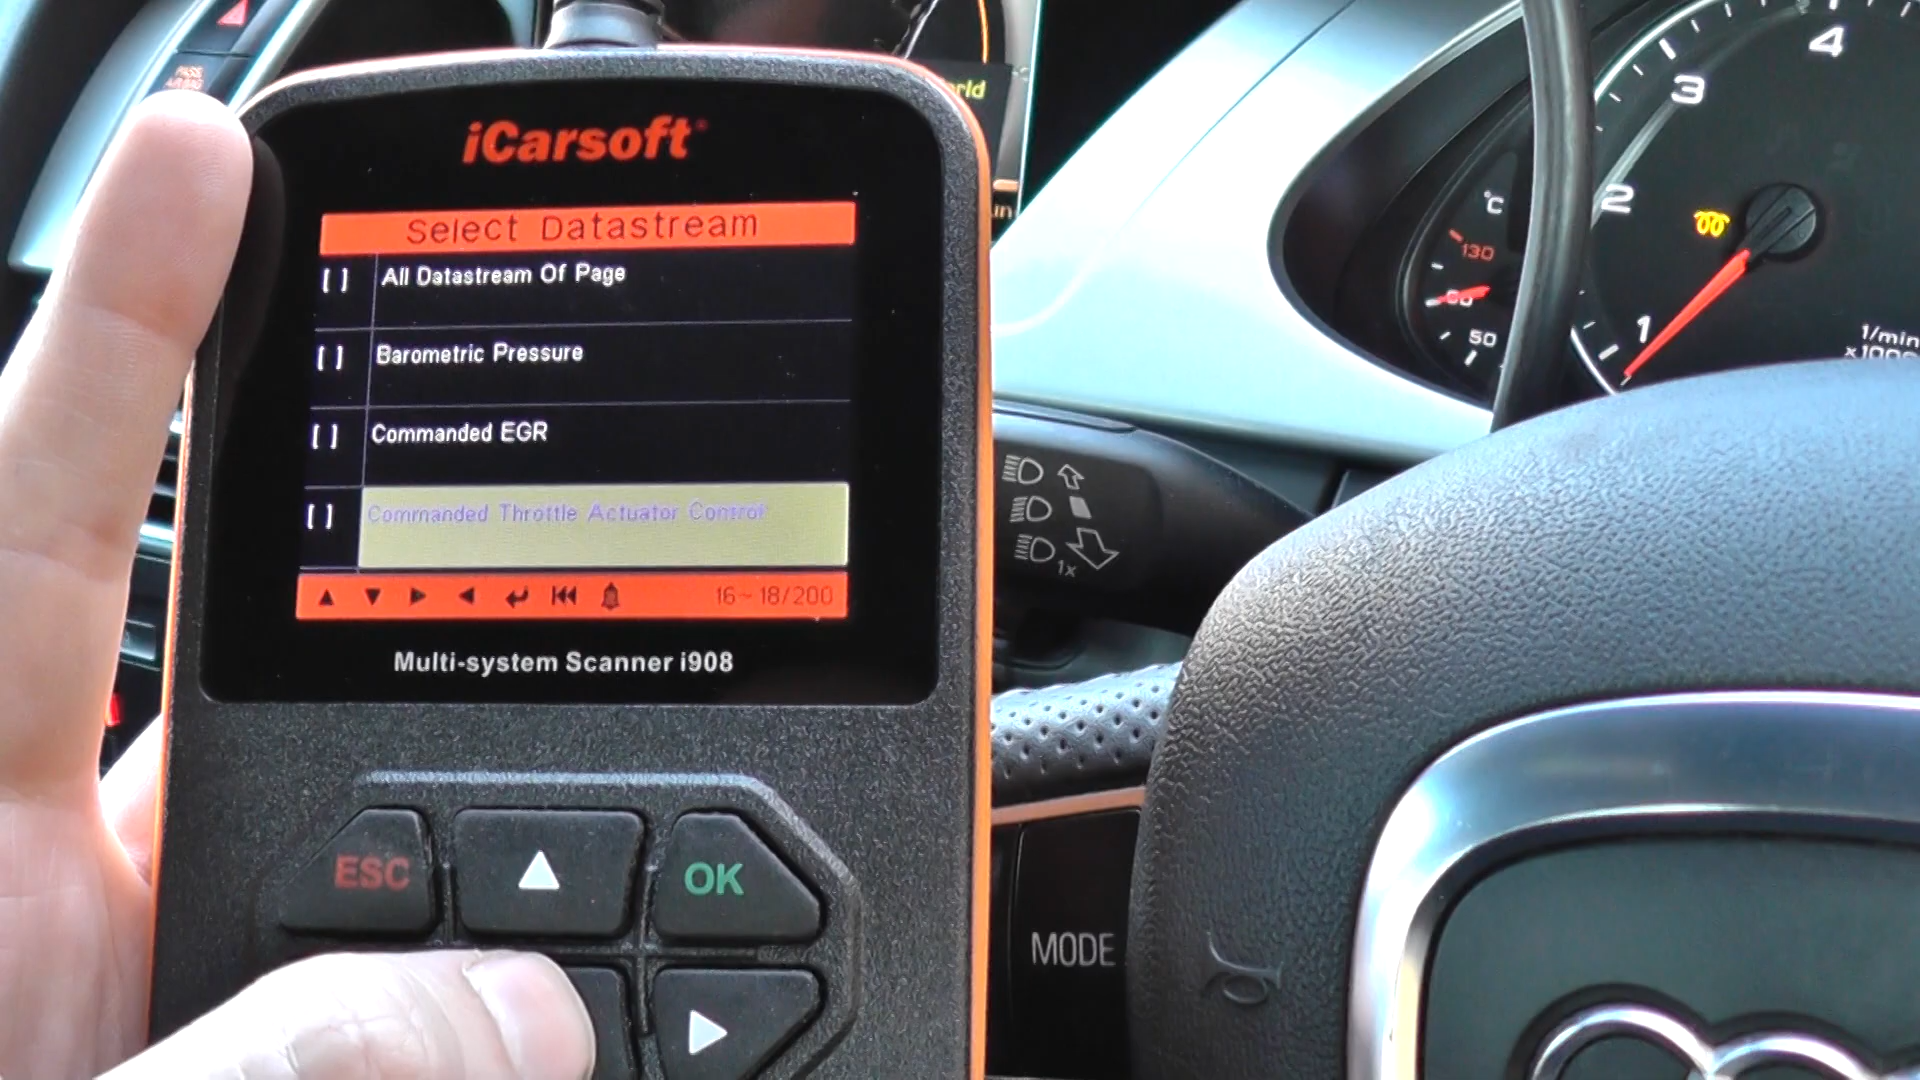 iCarsoft
Select Datastream
[ ] All Datastream Of Page
[ ] Barometric Pressure
[ ] Commanded EGR
[ ] Commanded Throttle Actuator Control
16~18/200
Multi-system Scanner i908
ESC
OK
MODE
1x
°C
130
50
1
2
3
4
1/min